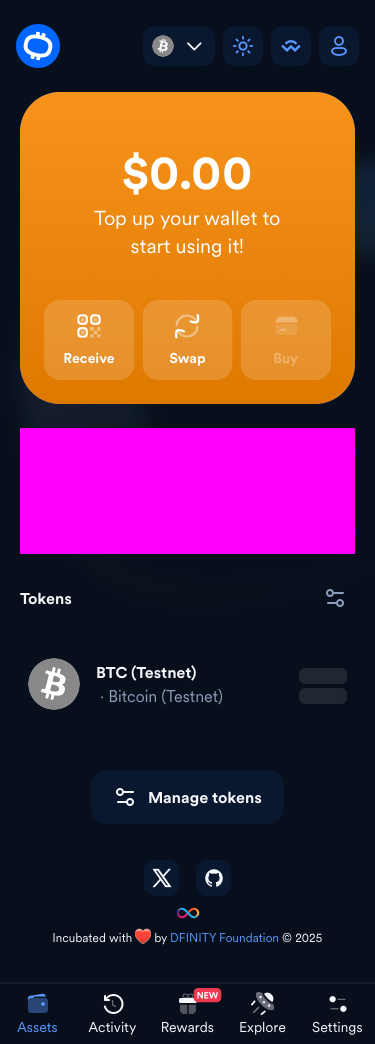 $0.00
Top up your wallet to
start using it!
Receive
Swap
Buy
Tokens
BTC (Testnet)
· Bitcoin (Testnet)
Manage tokens
Incubated with ❤️ by DFINITY Foundation © 2025
NEW
Assets
Activity
Rewards
Explore
Settings